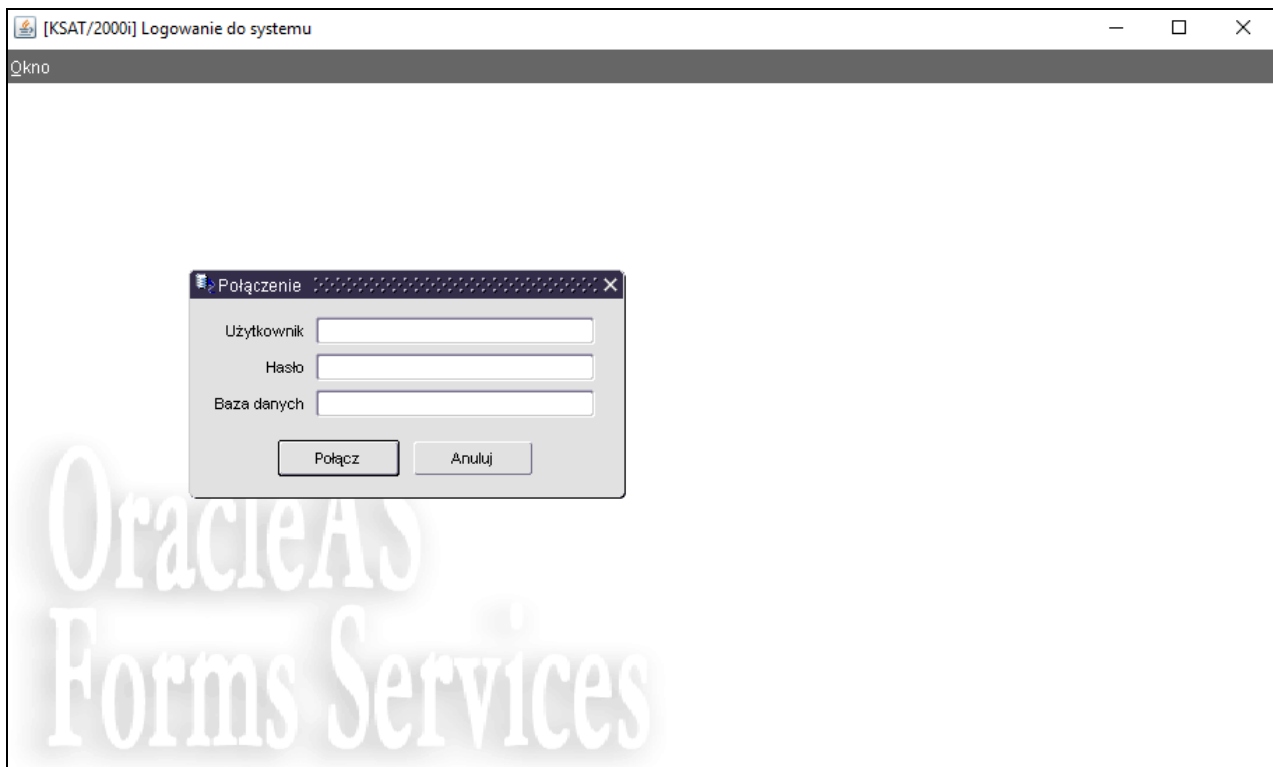 [KSAT/2000i] Logowanie do systemu
Okno
Połączenie
Użytkownik
Hasło
Baza danych
Połącz Anuluj
OracleAS
Forms Services